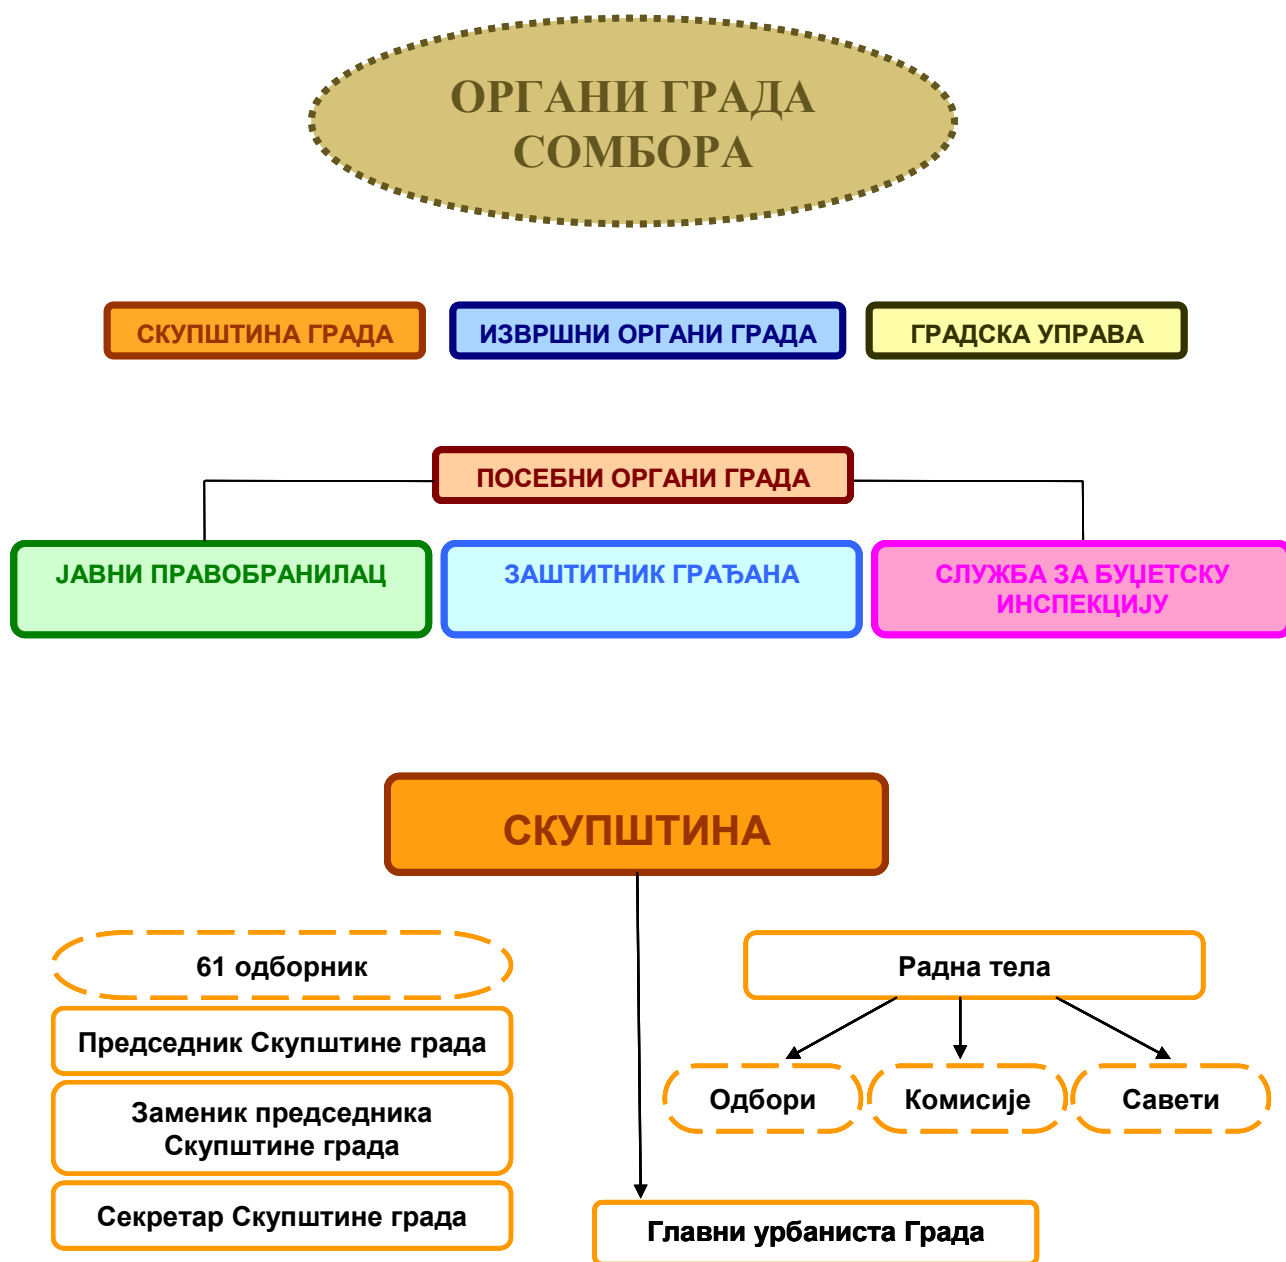 ОРГАНИ ГРАДА
СОМБОРА
СКУПШТИНА ГРАДА
ИЗВРШНИ ОРГАНИ ГРАДА
ГРАДСКА УПРАВА
ПОСЕБНИ ОРГАНИ ГРАДА
ЈАВНИ ПРАВОБРАНИЛАЦ
ЗАШТИТНИК ГРАЂАНА
СЛУЖБА ЗА БУЏЕТСКУ
ИНСПЕКЦИЈУ
СКУПШТИНА
61 одборник
Председник Скупштине града
Заменик председника
Скупштине града
Секретар Скупштине града
Радна тела
Одбори
Комисије
Савети
Главни урбаниста Града